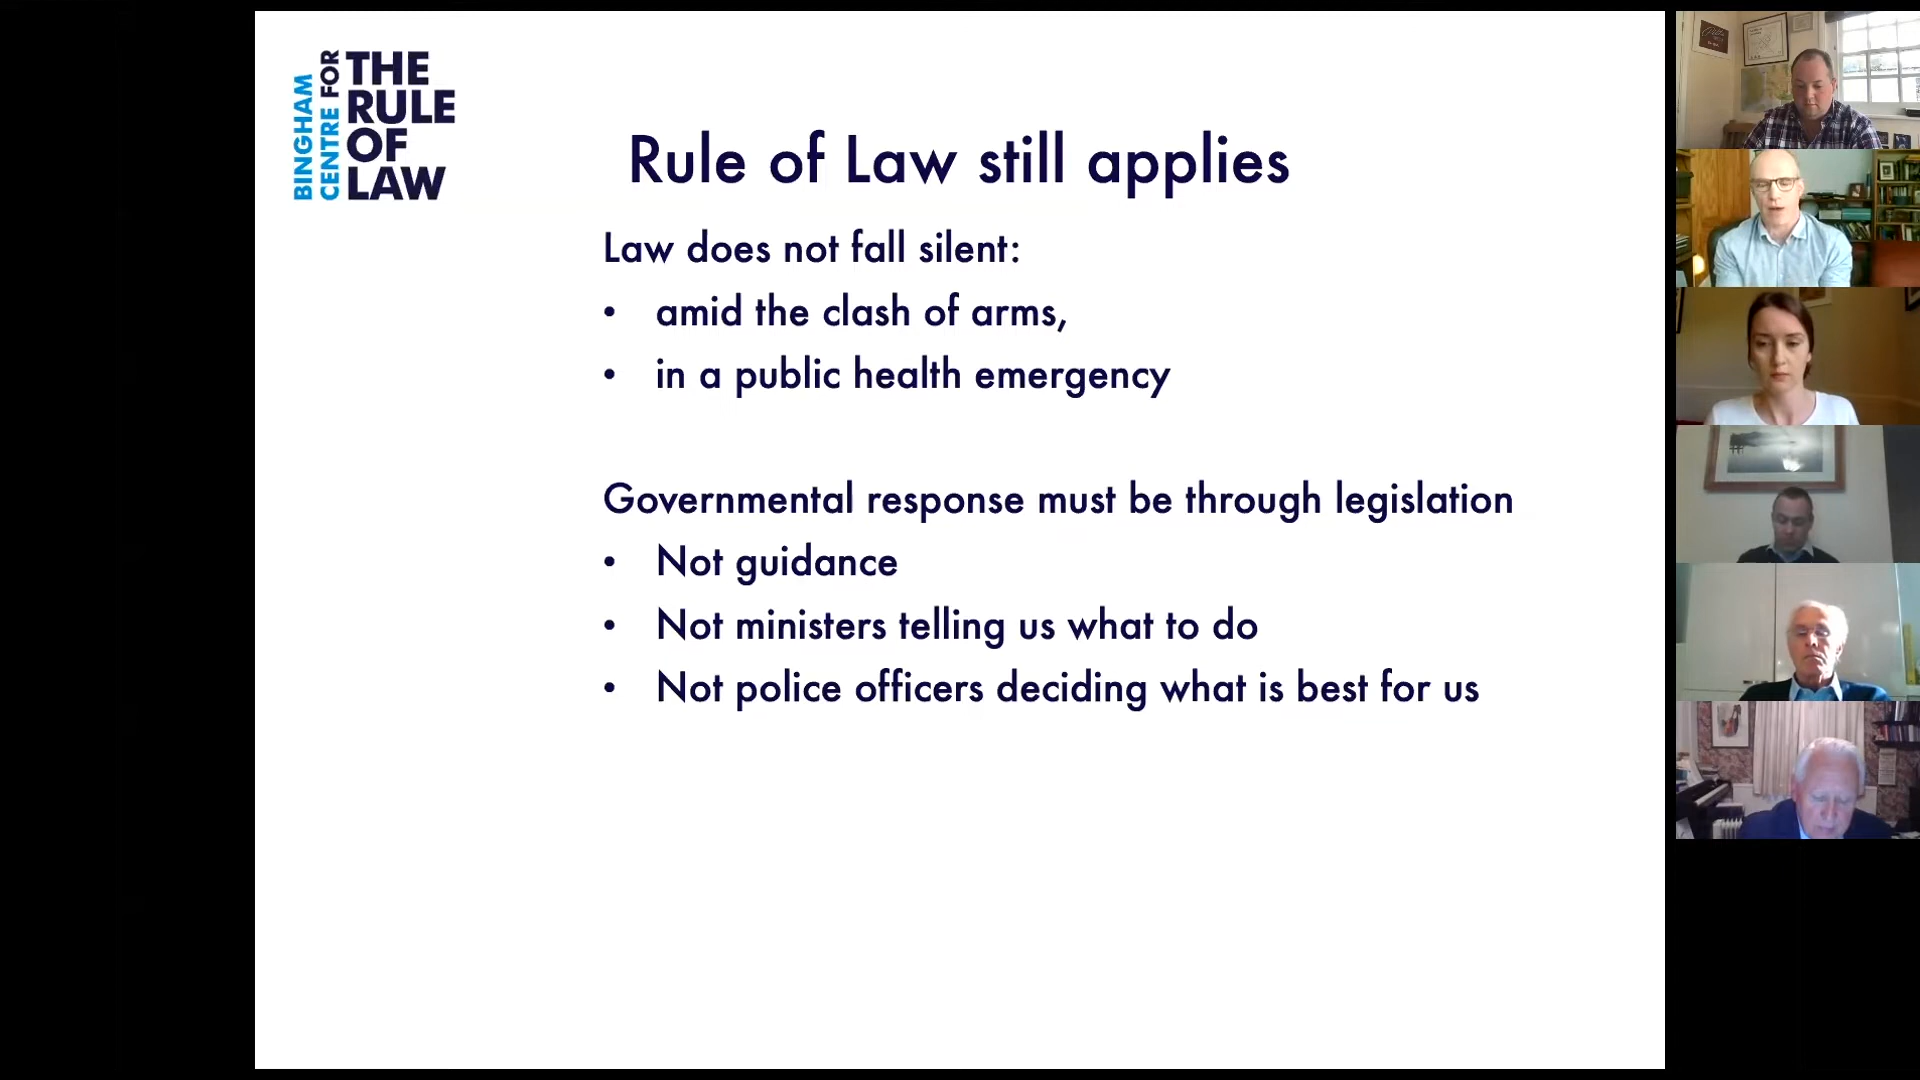 BINGHAM
CENTRE FOR
THE
RULE
OF
LAW
Rule of Law still applies
Law does not fall silent:
• amid the clash of arms,
• in a public health emergency
Governmental response must be through legislation
• Not guidance
• Not ministers telling us what to do
• Not police officers deciding what is best for us